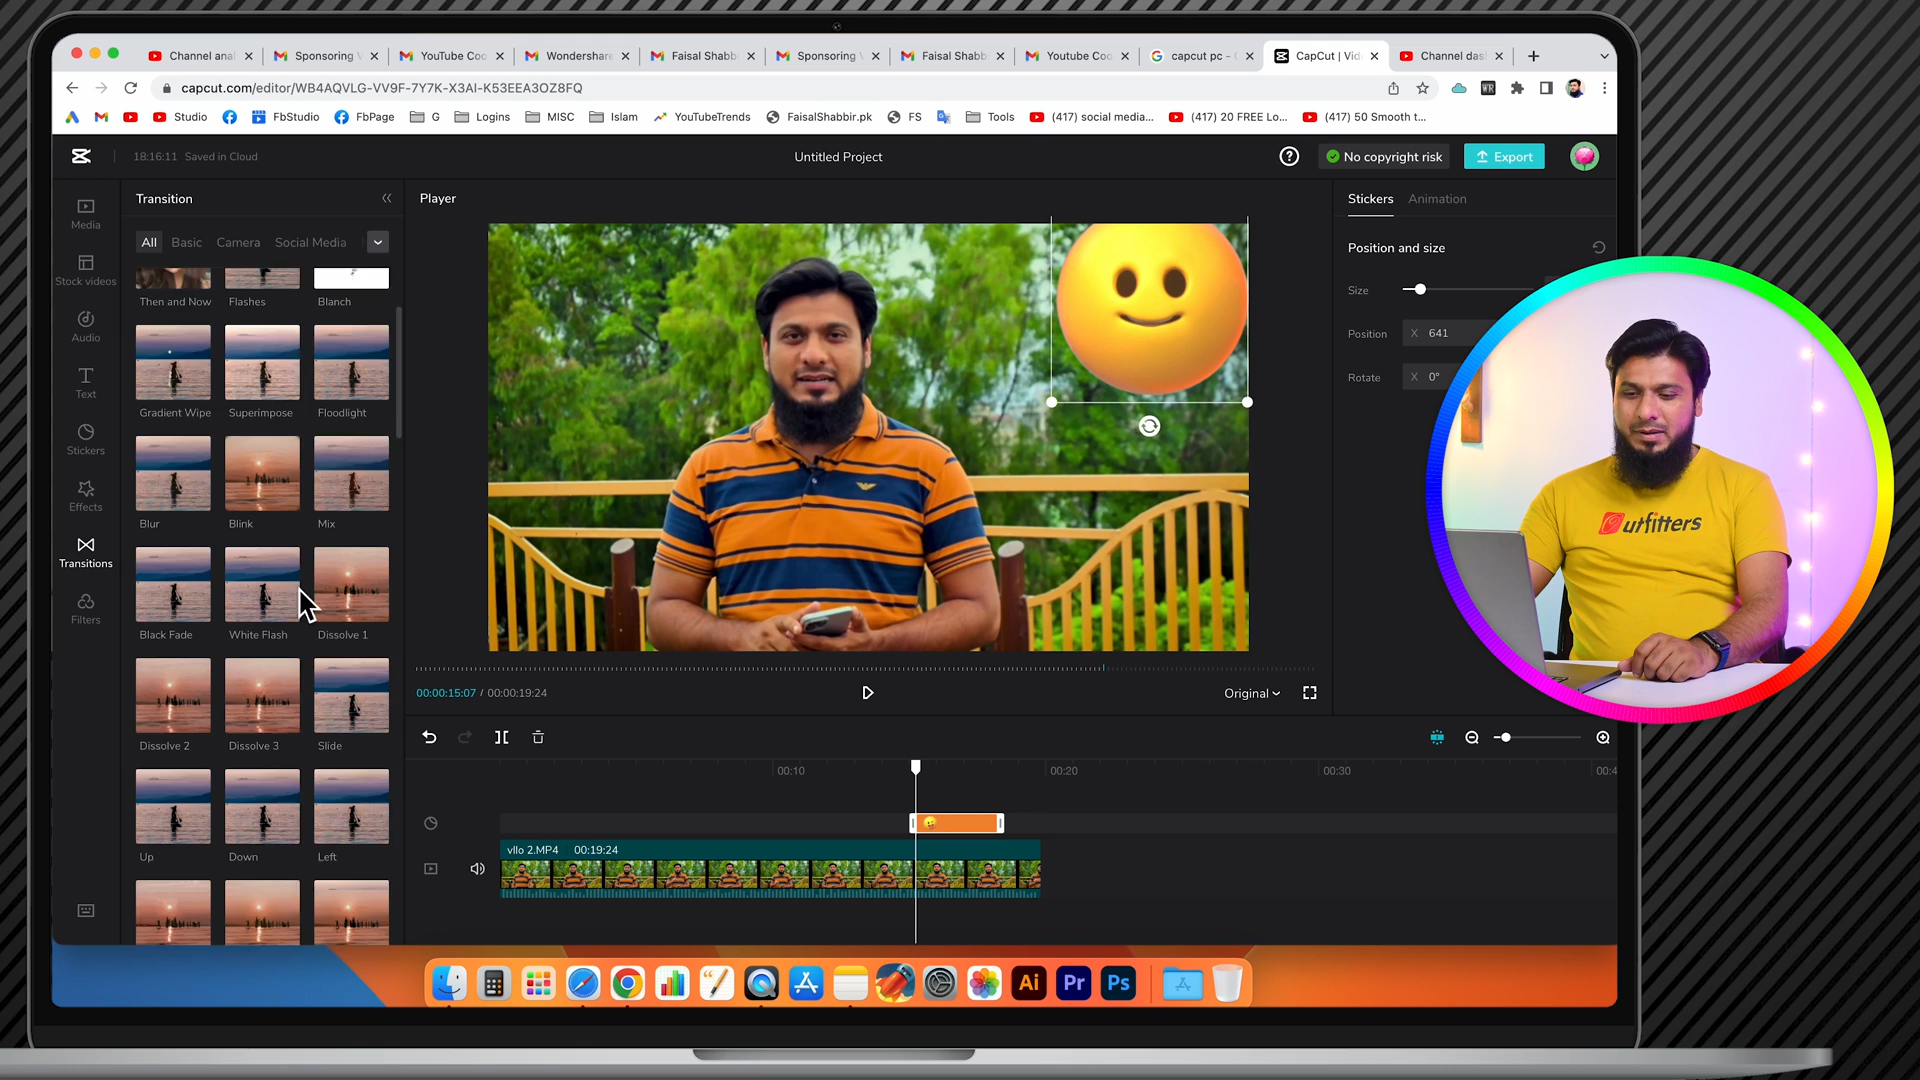 Channel anal
Sponsoring V
YouTube Coo
Wondershare
Faisal Shabb
Sponsoring V
Faisal Shabb
Youtube Coo
capcut pc -
CapCut | Vid
Channel das
capcut.com/editor/WB4AQVLG-VV9F-7Y7K-X3AI-K53EEA3OZ8FQ
WR
Studio
FbStudio
FbPage
G
Logins
MISC
Islam
YouTubeTrends
FaisalShabbir.pk
FS
Tools
(417) social media...
(417) 20 FREE Lo...
(417) 50 Smooth t...
18:16:11 Saved in Cloud
Untitled Project
No copyright risk
Export
Media
Stock videos
Audio
Text
Stickers
Effects
Transitions
Filters
Transition
All
Basic
Camera
Social Media
Then and Now
Flashes
Blanch
Gradient Wipe
Superimpose
Floodlight
Blur
Blink
Mix
Black Fade
White Flash
Dissolve 1
Dissolve 2
Dissolve 3
Slide
Up
Down
Left
Player
00:00:15:07 / 00:00:19:24
Original
Stickers
Animation
Position and size
Size
Position
X 641
Rotate
X 0°
outfitters
00:10
00:20
00:30
00:4
vllo 2.MP4 00:19:24
Ai
Pr
Ps